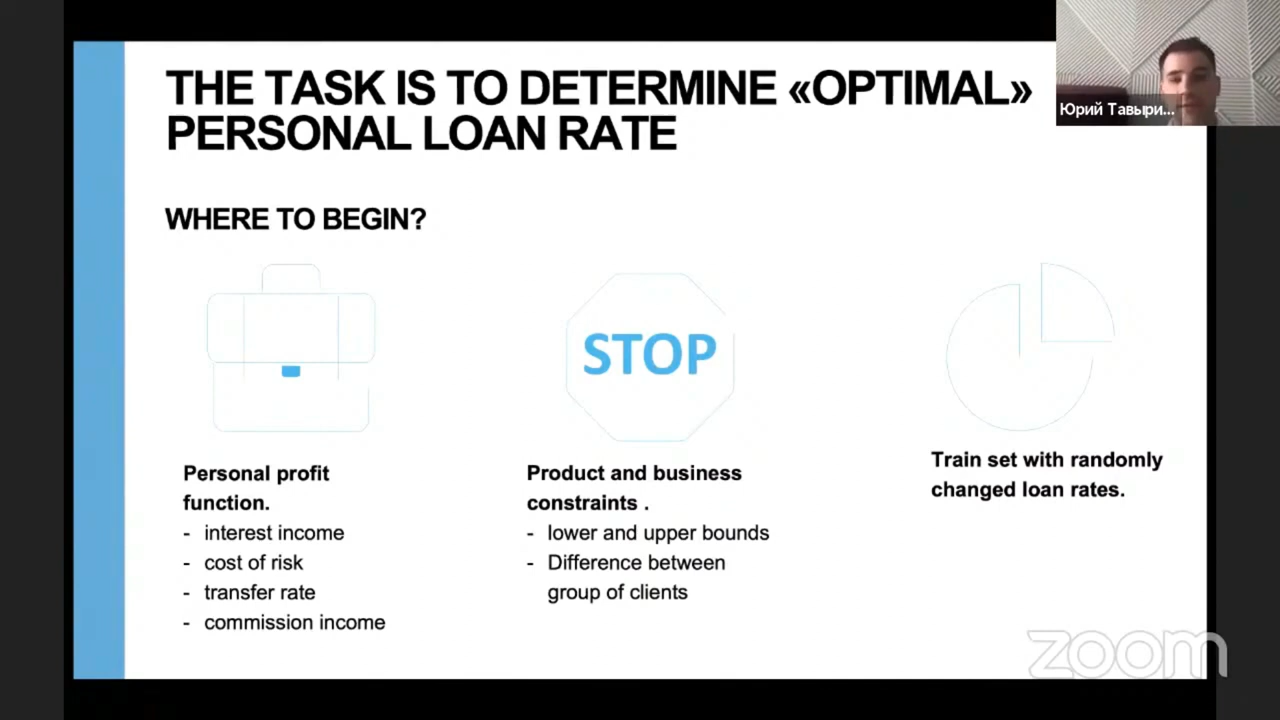 THE TASK IS TO DETERMINE «OPTIMAL»
PERSONAL LOAN RATE
Юрий Тавыри...
WHERE TO BEGIN?
STOP
Personal profit
function.
- interest income
- cost of risk
- transfer rate
- commission income
Product and business
constraints .
- lower and upper bounds
- Difference between
group of clients
Train set with randomly
changed loan rates.
zoom